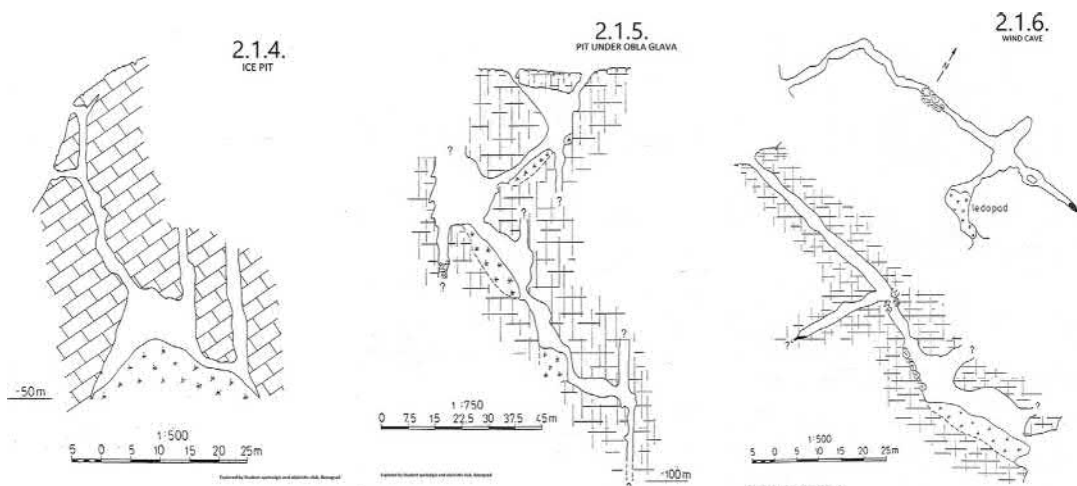 2.1.4.
ICE PIT
-50m
1:500
5 0 5 10 15 20 25m
2.1.5.
PIT UNDER OBLA GLAVA
?
?
?
?
?
?
?
1:750
0 7.5 15 22.5 30 37.5 45m
-100m
2.1.6.
WIND CAVE
N
ledopad
?
?
?
1:500
5 0 5 10 15 20 25m